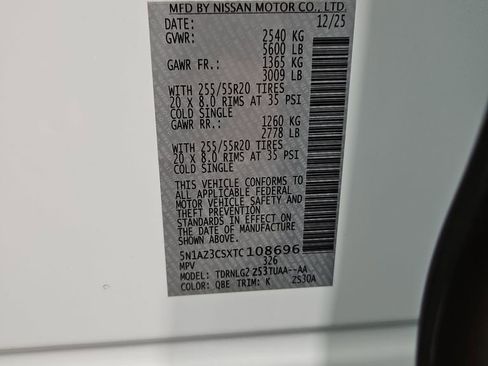 MFD BY NISSAN MOTOR CO., LTD.
DATE: 12/25
GVWR: 2540 KG
5600 LB
GAWR FR.: 1365 KG
3009 LB
WITH 255/55R20 TIRES
20 X 8.0 RIMS AT 35 PSI
COLD SINGLE
GAWR RR.: 1260 KG
2778 LB
WITH 255/55R20 TIRES
20 X 8.0 RIMS AT 35 PSI
COLD SINGLE
THIS VEHICLE CONFORMS TO
ALL APPLICABLE FEDERAL
MOTOR VEHICLE SAFETY AND
THEFT PREVENTION
STANDARDS IN EFFECT ON
THE DATE OF MANUFACTURE
SHOWN ABOVE.
5N1AZ3CSXTC108696
MPV 326
MODEL: TDRNLG2 ZS3TUAA--AA
COLOR: QBE TRIM: K ZS30A